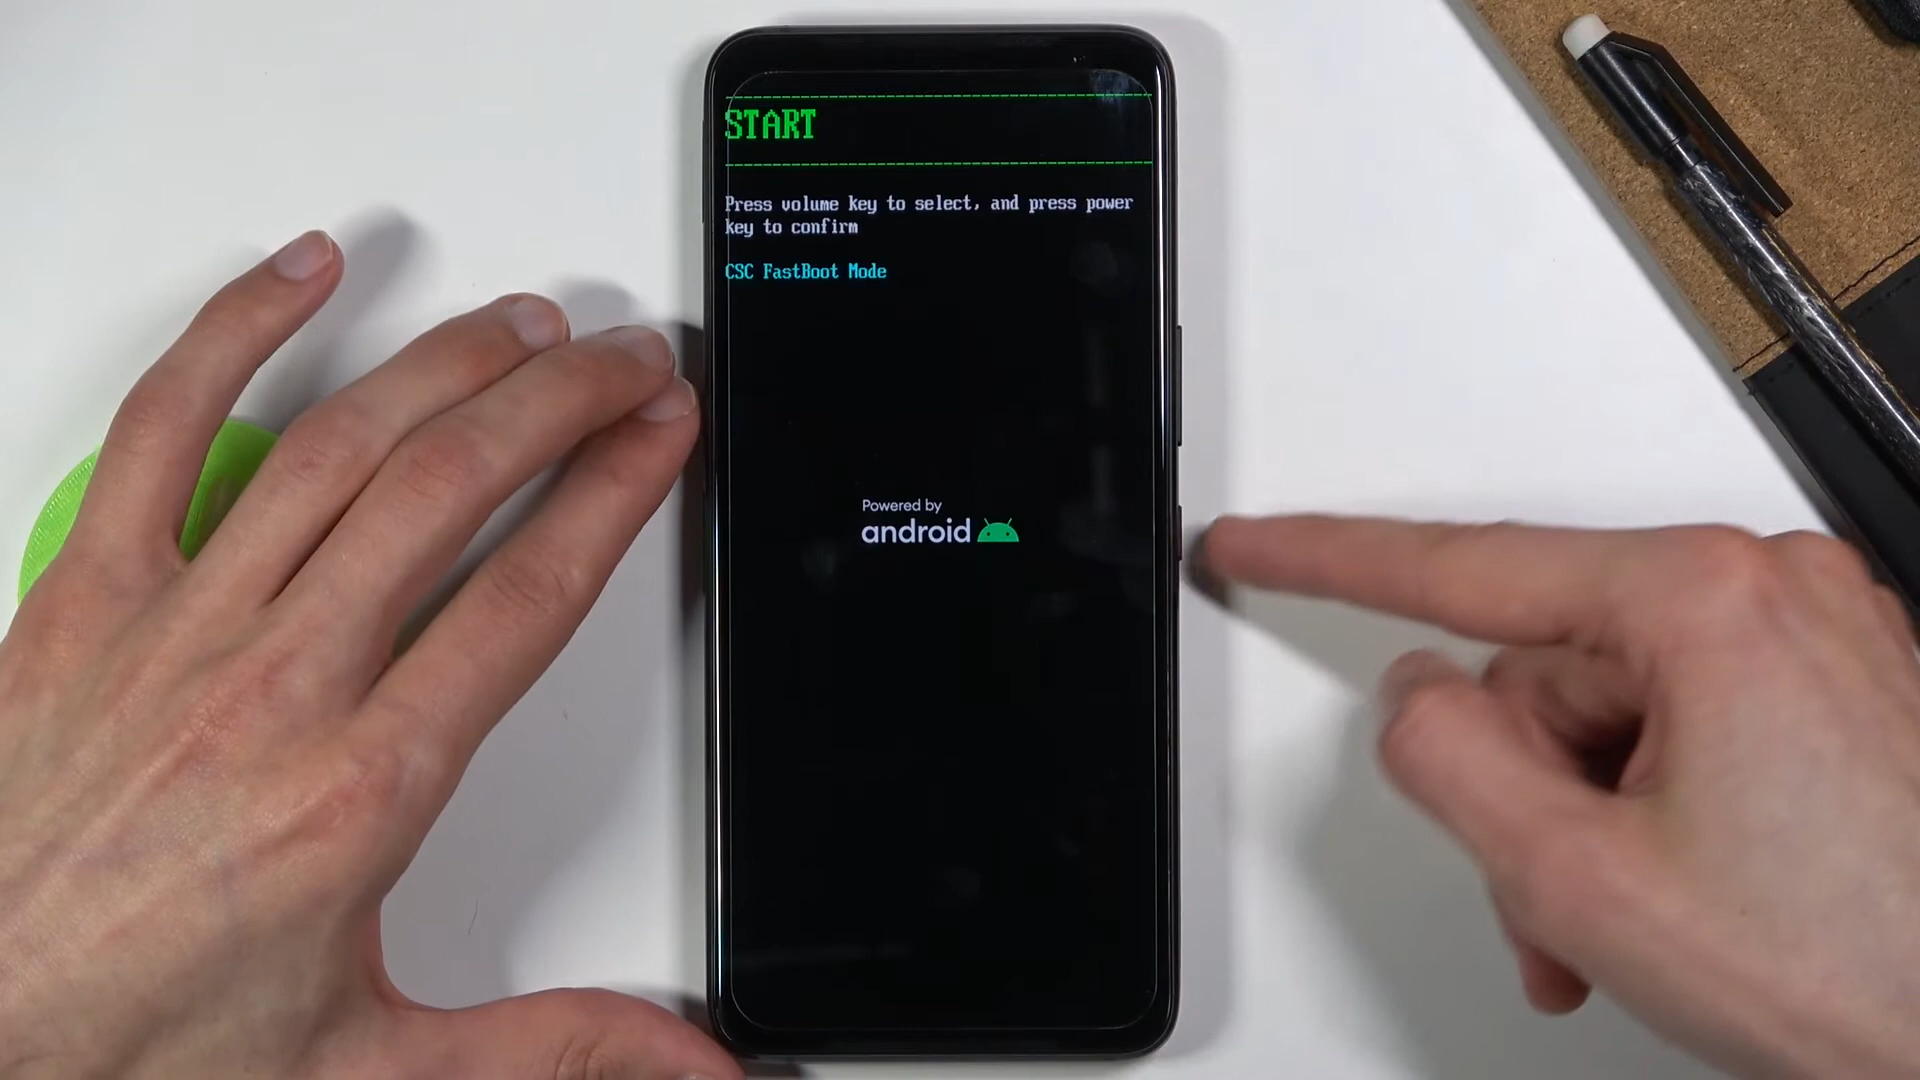 START
Press volume key to select, and press power
key to confirm
CSC FastBoot Mode
Powered by
android